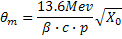 θₘ = 13.6Mev / β · c · p √X₀